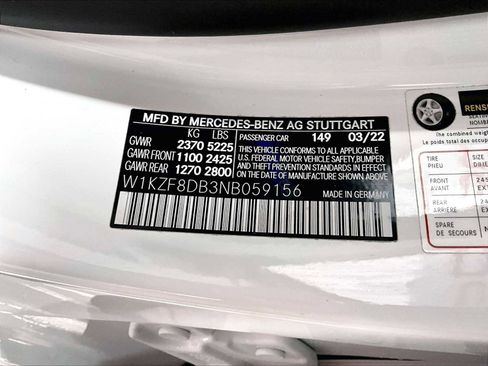 MFD BY MERCEDES-BENZ AG STUTTGART
KG LBS
GVWR 2370 5225
GAWR FRONT 1100 2425
GAWR REAR 1270 2800
PASSENGER CAR 149 03/22
THIS VEHICLE CONFORMS TO ALL APPLICABLE
U.S. FEDERAL MOTOR VEHICLE SAFETY, BUMPER
AND THEFT PREVENTION STANDARDS IN EFFECT
ON THE DATE OF MANUFACTURE SHOWN ABOVE.
W1KZF8DB3NB059156
MADE IN GERMANY
The combined weight
TIRE
PNEU
FRONT
AVANT
REAR
ARRIÈRE
SPARE
DE SECOURS